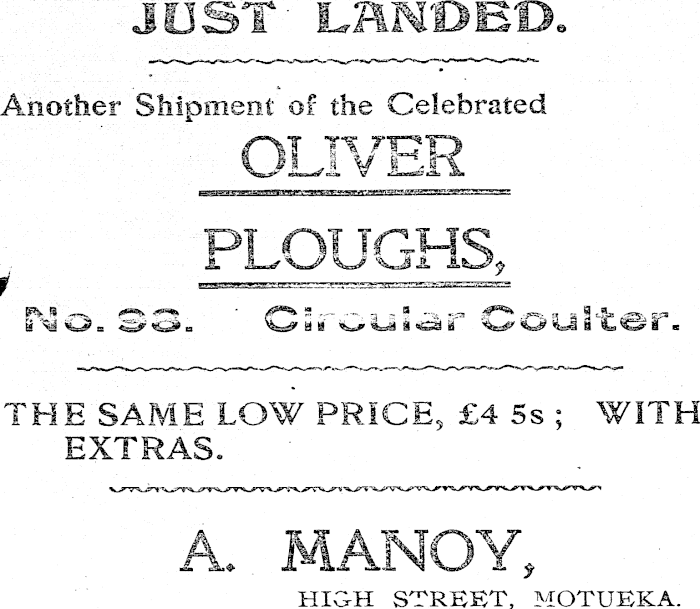 JUST LANDED.
Another Shipment of the Celebrated
OLIVER
PLOUGHS,
No. 98. Circular Coulter.
THE SAME LOW PRICE, £4 5s; WITH
EXTRAS.
A. MANOY,
HIGH STREET, MOTUEKA.